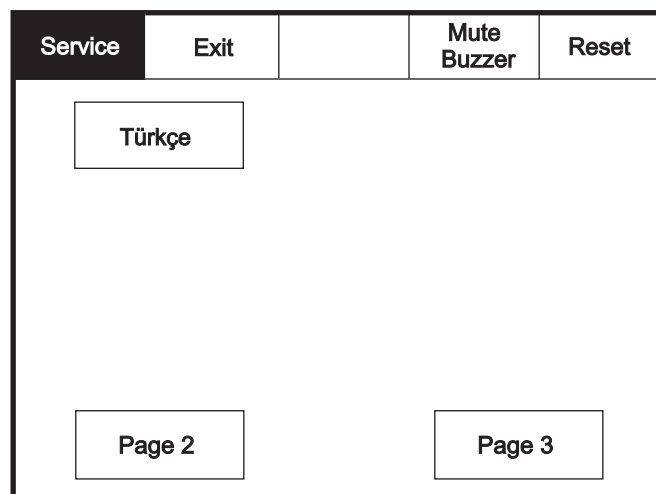 Service
Exit
Mute
Buzzer
Reset
Türkçe
Page 2
Page 3